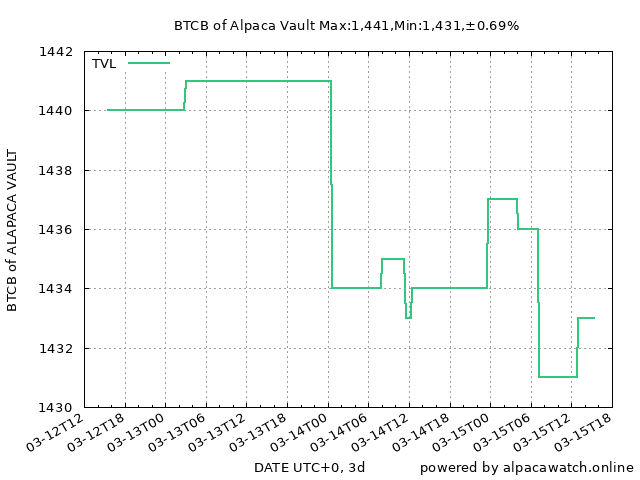 BTCB of Alpaca Vault Max:1,441,Min:1,431,±0.69%
TVL
BTCB of ALAPACA VAULT
1442
1440
1438
1436
1434
1432
1430
03-12T12
03-12T18
03-13T00
03-13T06
03-13T12
03-13T18
03-14T00
03-14T06
03-14T12
03-14T18
03-15T00
03-15T06
03-15T12
03-15T18
DATE UTC+0, 3d
powered by alpacawatch.online